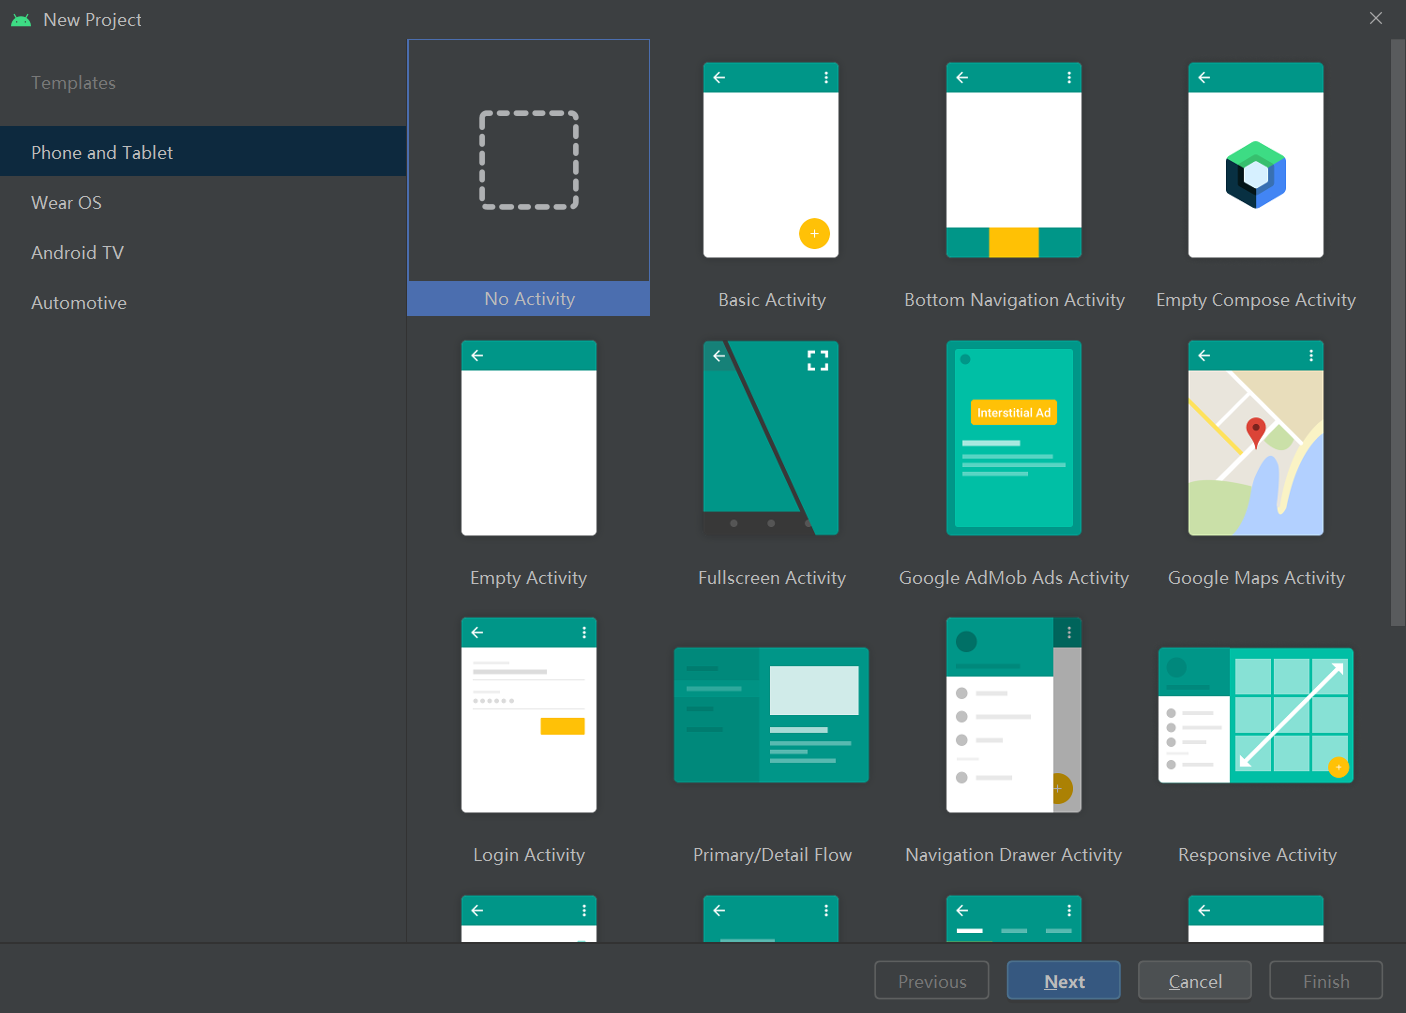 New Project
Templates
Phone and Tablet
Wear OS
Android TV
Automotive
No Activity
Basic Activity
Bottom Navigation Activity
Empty Compose Activity
Interstitial Ad
Empty Activity
Fullscreen Activity
Google AdMob Ads Activity
Google Maps Activity
Login Activity
Primary/Detail Flow
Navigation Drawer Activity
Responsive Activity
Previous
Next
Cancel
Finish